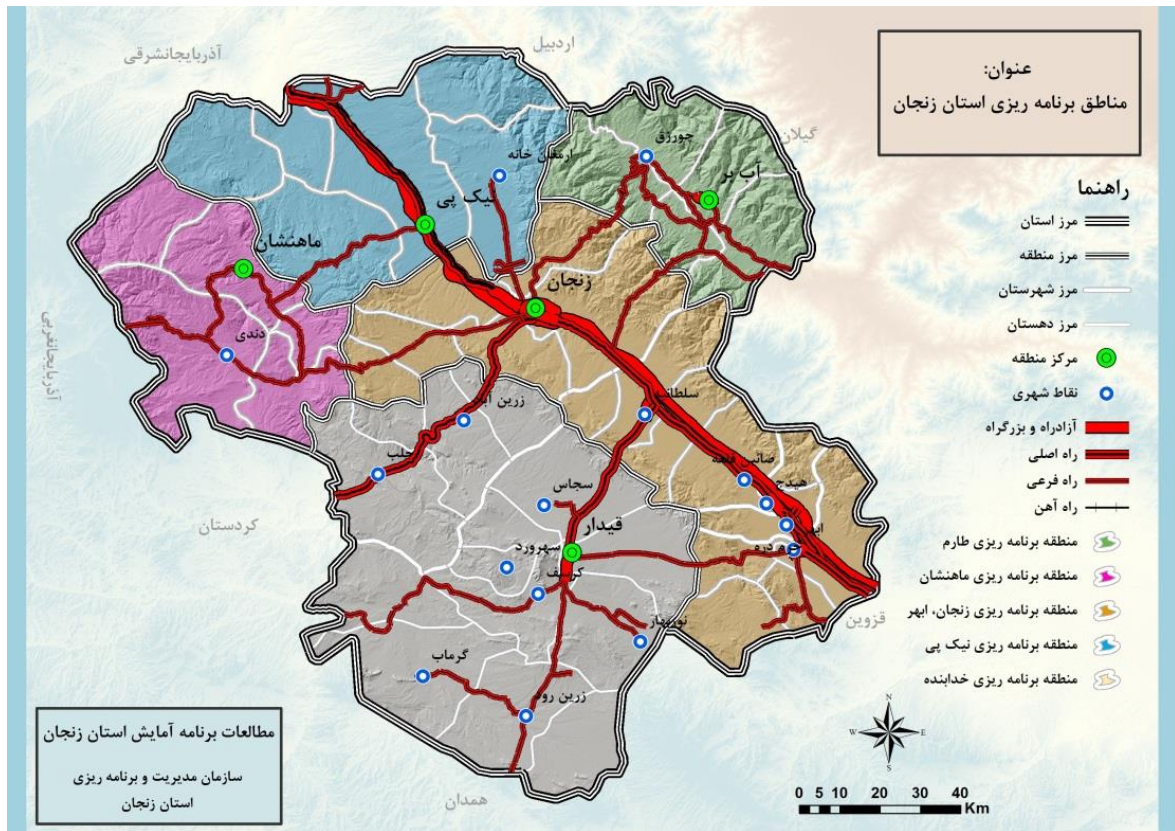 عنوان:
مناطق برنامه ریزی استان زنجان
راهنما
مرز استان
مرز منطقه
مرز شهرستان
مرز دهستان
مرکز منطقه
نقاط شهری
آزادراه و بزرگراه
راه اصلی
راه فرعی
راه آهن
منطقه برنامه ریزی طارم
منطقه برنامه ریزی ماهنشان
منطقه برنامه ریزی زنجان، ابهر
منطقه برنامه ریزی نیک پی
منطقه برنامه ریزی خدابنده
اردبیل
آذربایجانشرقی
گیلان
چورزق
ارمغان خانه
آب بر
نیک پی
ماهنشان
زنجان
دندی
آذربایجانغربی
زرین آباد
حلب
صائین قلعه
هیدج
سجاس
قیدار
خرم دره
سهرورد
کرسف
کردستان
قزوین
نوربهار
گرماب
زرین رود
همدان
مطالعات برنامه آمایش استان زنجان
سازمان مدیریت و برنامه ریزی
استان زنجان
N
W E
S
0 5 10 20 30 40
Km